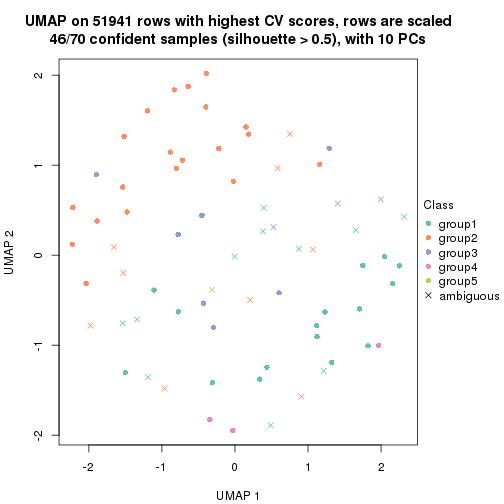 UMAP on 51941 rows with highest CV scores, rows are scaled
46/70 confident samples (silhouette > 0.5), with 10 PCs
2
1
0
-1
-2
UMAP 2
-2
-1
0
1
2
UMAP 1
Class
group1
group2
group3
group4
group5
ambiguous